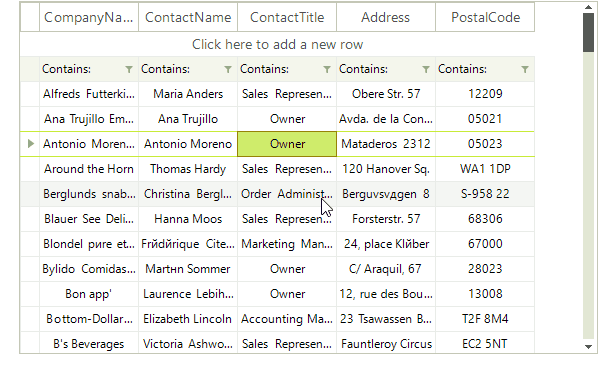 CompanyNa... ContactName ContactTitle Address PostalCode
Click here to add a new row
Contains: Contains: Contains: Contains: Contains:
Alfreds Futterki... Maria Anders Sales Represen... Obere Str. 57 12209
Ana Trujillo Em... Ana Trujillo Owner Avda. de la Con... 05021
Antonio Moren... Antonio Moreno Owner Mataderos 2312 05023
Around the Horn Thomas Hardy Sales Represen... 120 Hanover Sq. WA1 1DP
Berglunds snab... Christina Bergl... Order Administ... Berguvsvдgen 8 S-958 22
Blauer See Deli... Hanna Moos Sales Represen... Forsterstr. 57 68306
Blondel pиre et... Frйdйrique Cite... Marketing Man... 24, place Klйber 67000
Bуlido Comidas... Martнn Sommer Owner C/ Araquil, 67 28023
Bon app' Laurence Lebih... Owner 12, rue des Bou... 13008
Bottom-Dollar... Elizabeth Lincoln Accounting Ma... 23 Tsawassen B... T2F 8M4
B's Beverages Victoria Ashwo... Sales Represen... Fauntleroy Circus EC2 5NT